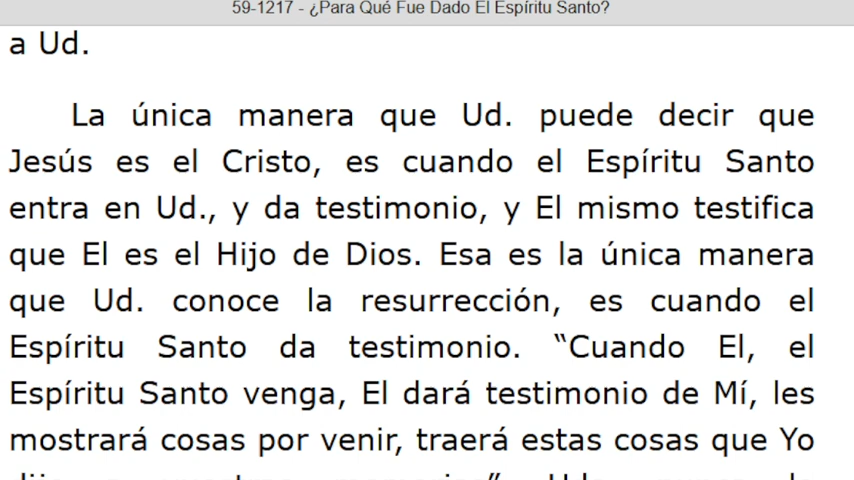 59-1217 - ¿Para Qué Fue Dado El Espíritu Santo?
a Ud.
La única manera que Ud. puede decir que
Jesús es el Cristo, es cuando el Espíritu Santo
entra en Ud., y da testimonio, y El mismo testifica
que El es el Hijo de Dios. Esa es la única manera
que Ud. conoce la resurrección, es cuando el
Espíritu Santo da testimonio. “Cuando El, el
Espíritu Santo venga, El dará testimonio de Mí, les
mostrará cosas por venir, traerá estas cosas que Yo